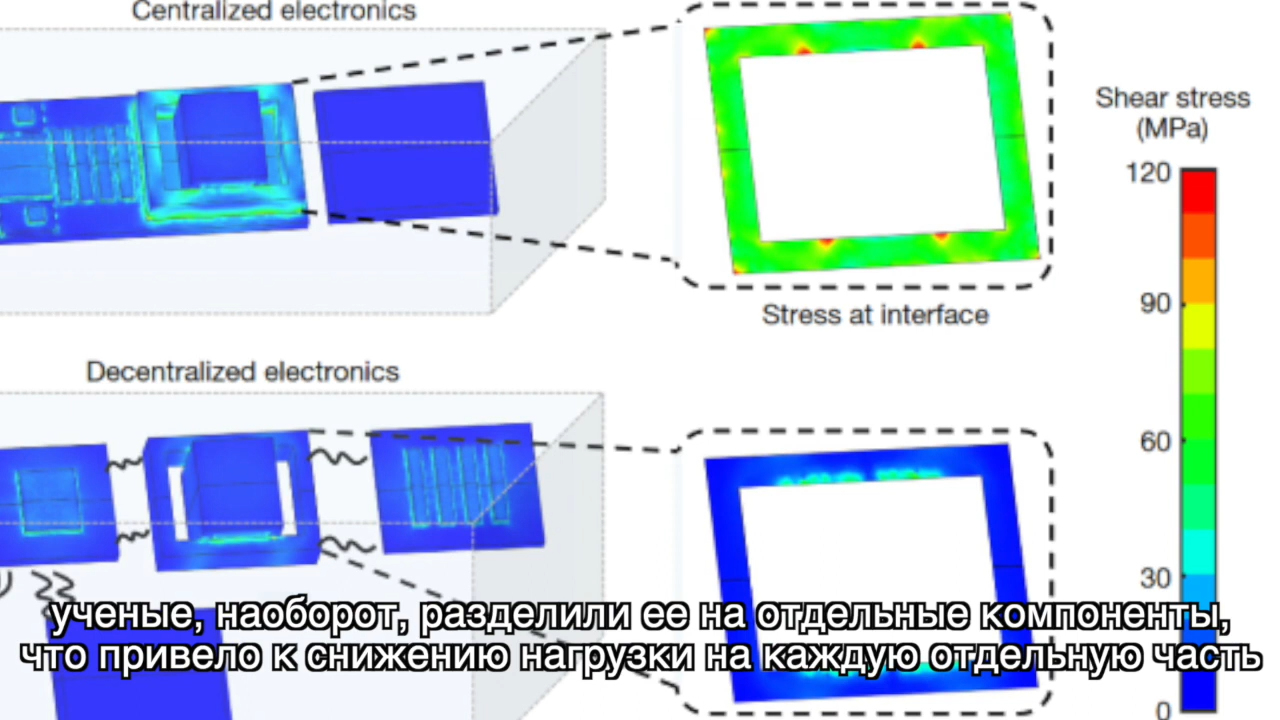 Centralized electronics
Shear stress
(MPa)
120
90
Stress at interface
Decentralized electronics
60
30
0
ученые, наоборот, разделили ее на отдельные компоненты,
что привело к снижению нагрузки на каждую отдельную часть